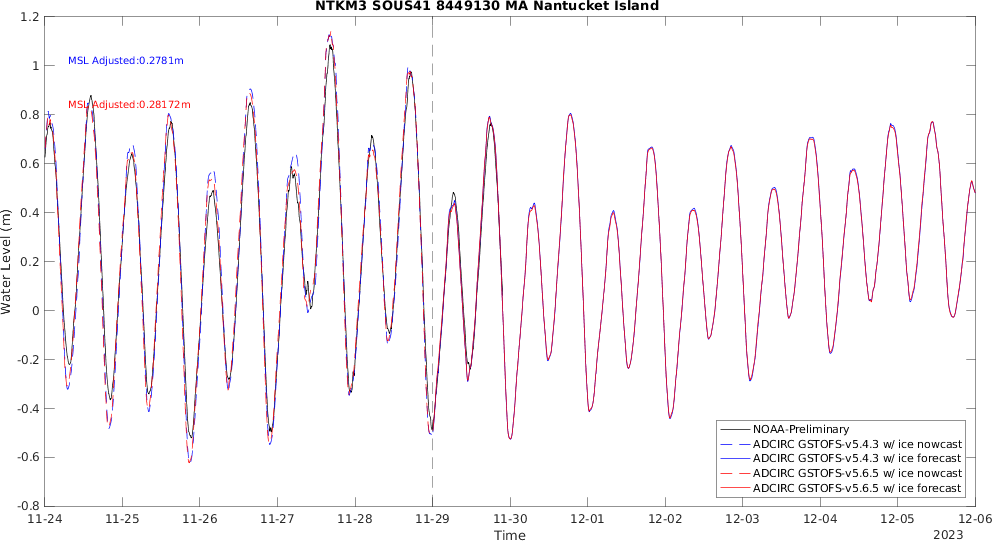 NTKM3 SOUS41 8449130 MA Nantucket Island
1.2
1
0.8
0.6
0.4
0.2
0
-0.2
-0.4
-0.6
-0.8
Water Level (m)
MSL Adjusted:0.2781m
MSL Adjusted:0.28172m
NOAA-Preliminary
ADCIRC GSTOFS-v5.4.3 w/ ice nowcast
ADCIRC GSTOFS-v5.4.3 w/ ice forecast
ADCIRC GSTOFS-v5.6.5 w/ ice nowcast
ADCIRC GSTOFS-v5.6.5 w/ ice forecast
11-24 11-25 11-26 11-27 11-28 11-29 11-30 12-01 12-02 12-03 12-04 12-05 12-06
Time
2023